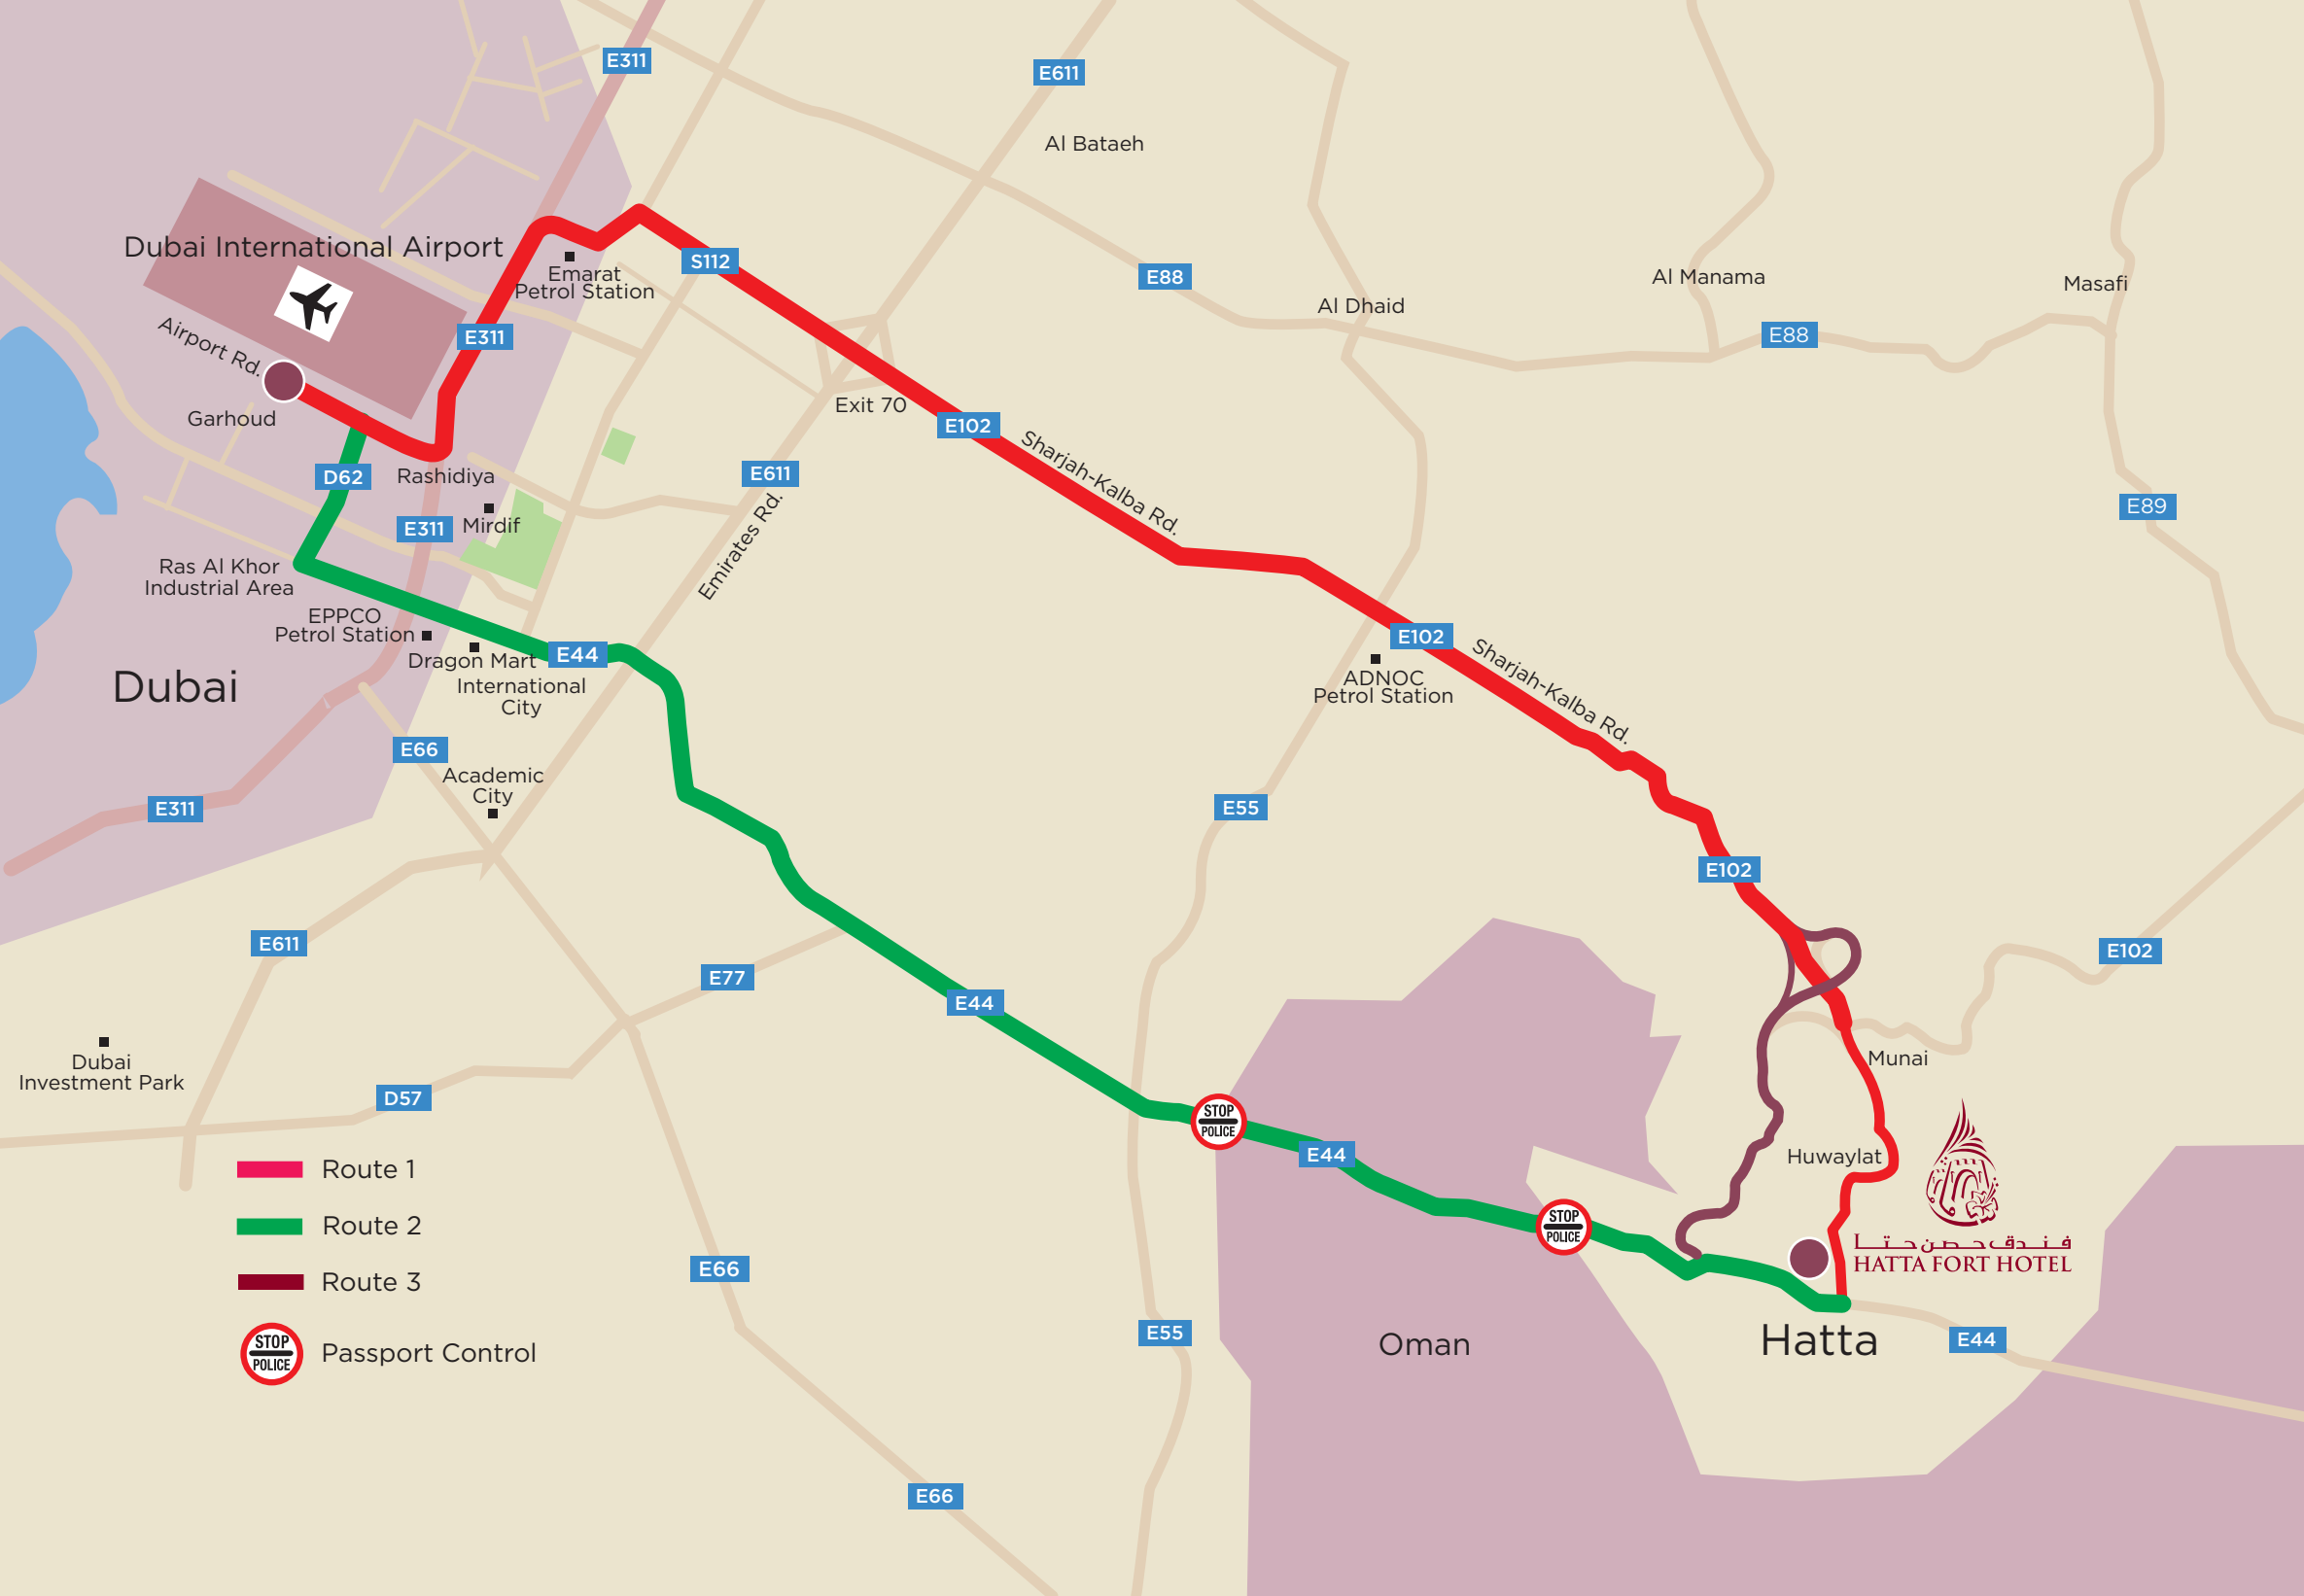 E311
E611
Al Bataeh
Dubai International Airport
S112
Emarat
Petrol Station
E88
Al Dhaid
Al Manama
Masafi
E88
Airport Rd.
E311
Garhoud
Exit 70
E102
Sharjah-Kalba Rd.
D62
Rashidiya
E611
E311
Mirdif
E89
Emirates Rd.
Ras Al Khor
Industrial Area
EPPCO
Petrol Station
Dragon Mart
E44
International
City
E102
Sharjah-Kalba Rd.
ADNOC
Petrol Station
Dubai
E66
Academic
City
E311
E55
E102
E611
E77
E44
E102
Dubai
Investment Park
D57
Munai
STOP
POLICE
E44
Huwaylat
STOP
POLICE
فندق حصن حتا
HATTA FORT HOTEL
Route 1
Route 2
E66
Route 3
STOP
POLICE
Passport Control
E55
Oman
Hatta
E44
E66